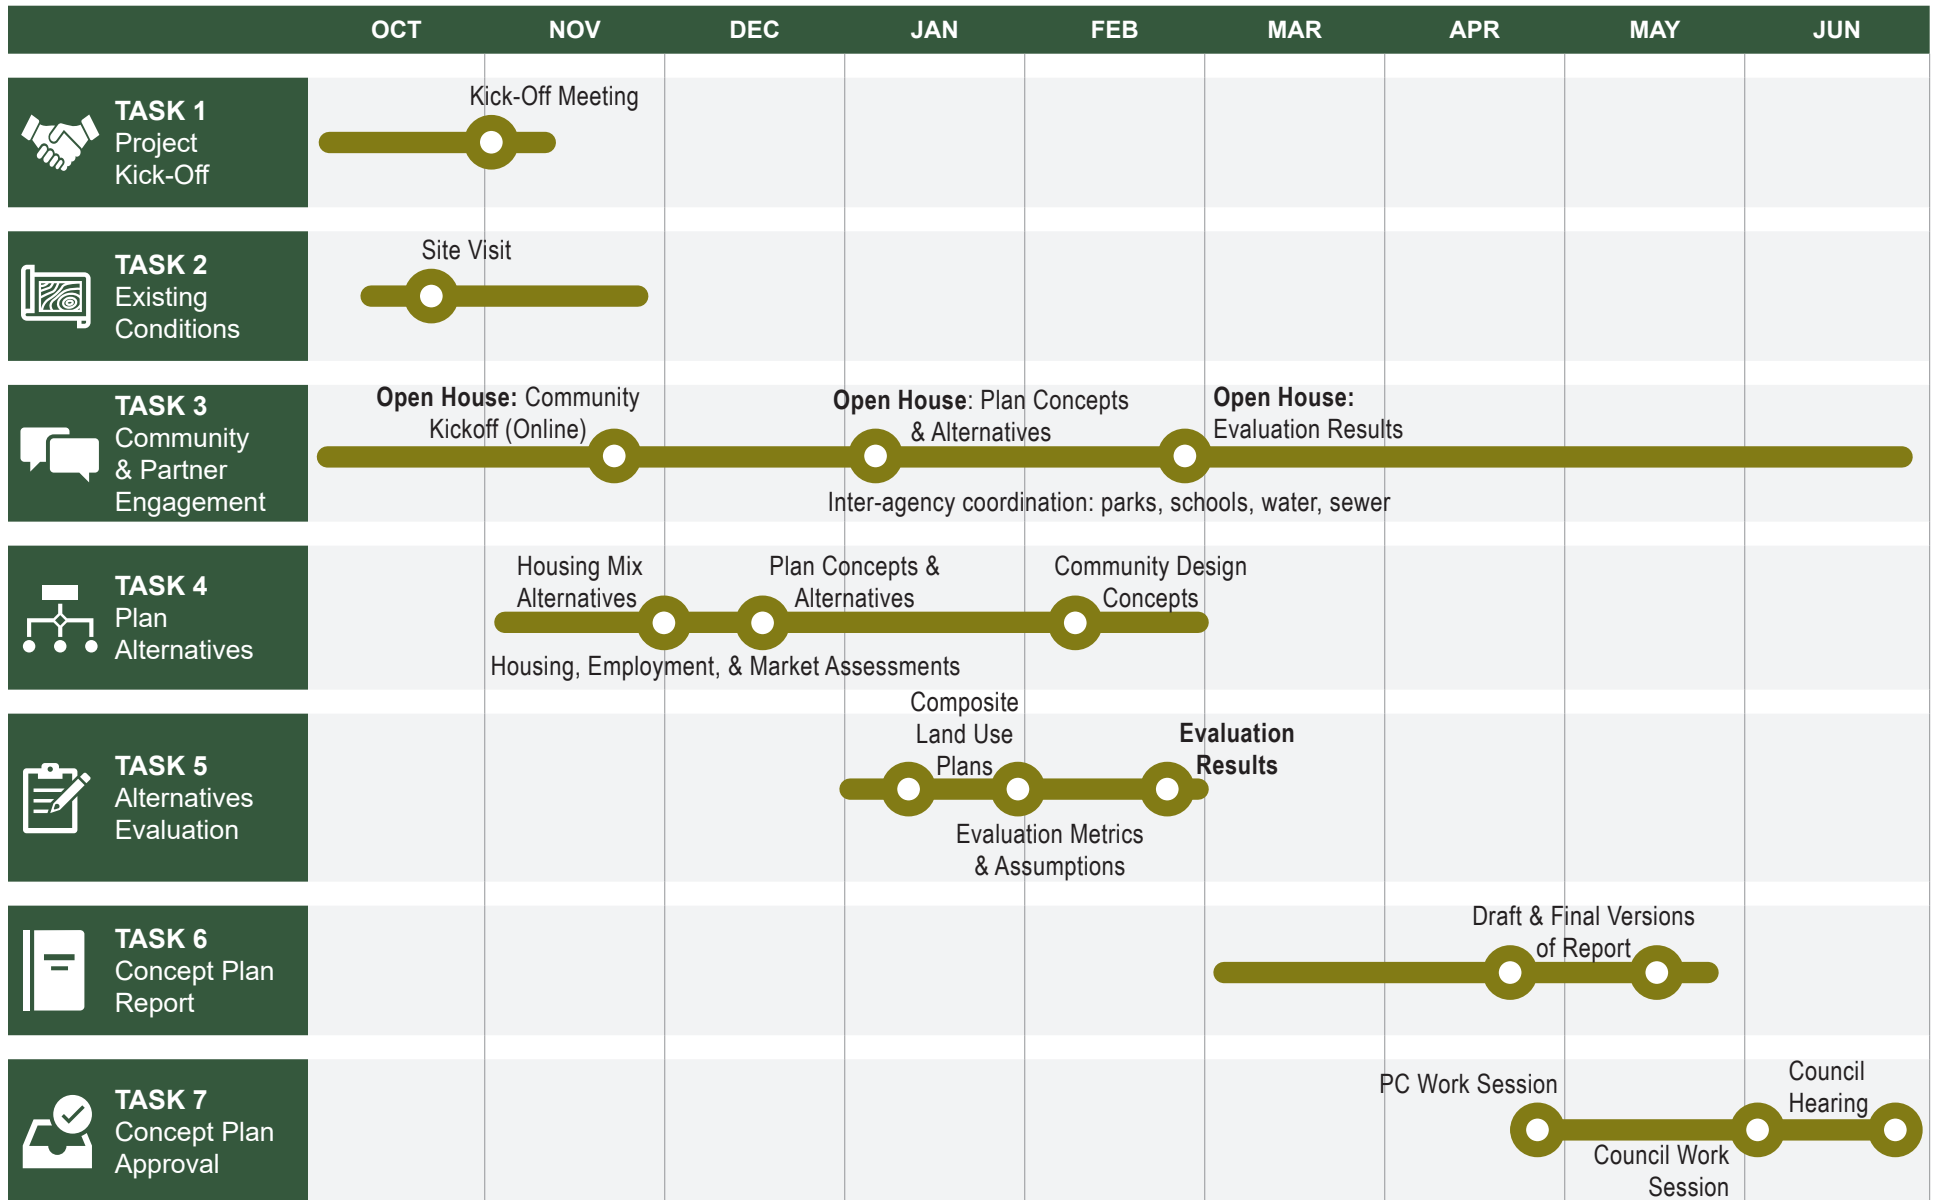 OCT NOV DEC JAN FEB MAR APR MAY JUN
TASK 1
Project
Kick-Off
Kick-Off Meeting
TASK 2
Existing
Conditions
Site Visit
TASK 3
Community
& Partner
Engagement
Open House: Community
Kickoff (Online)
Open House: Plan Concepts
& Alternatives
Open House:
Evaluation Results
Inter-agency coordination: parks, schools, water, sewer
TASK 4
Plan
Alternatives
Housing Mix
Alternatives
Plan Concepts &
Alternatives
Community Design
Concepts
Housing, Employment, & Market Assessments
TASK 5
Alternatives
Evaluation
Composite
Land Use
Plans
Evaluation
Results
Evaluation Metrics
& Assumptions
TASK 6
Concept Plan
Report
Draft & Final Versions
of Report
TASK 7
Concept Plan
Approval
PC Work Session
Council
Hearing
Council Work
Session